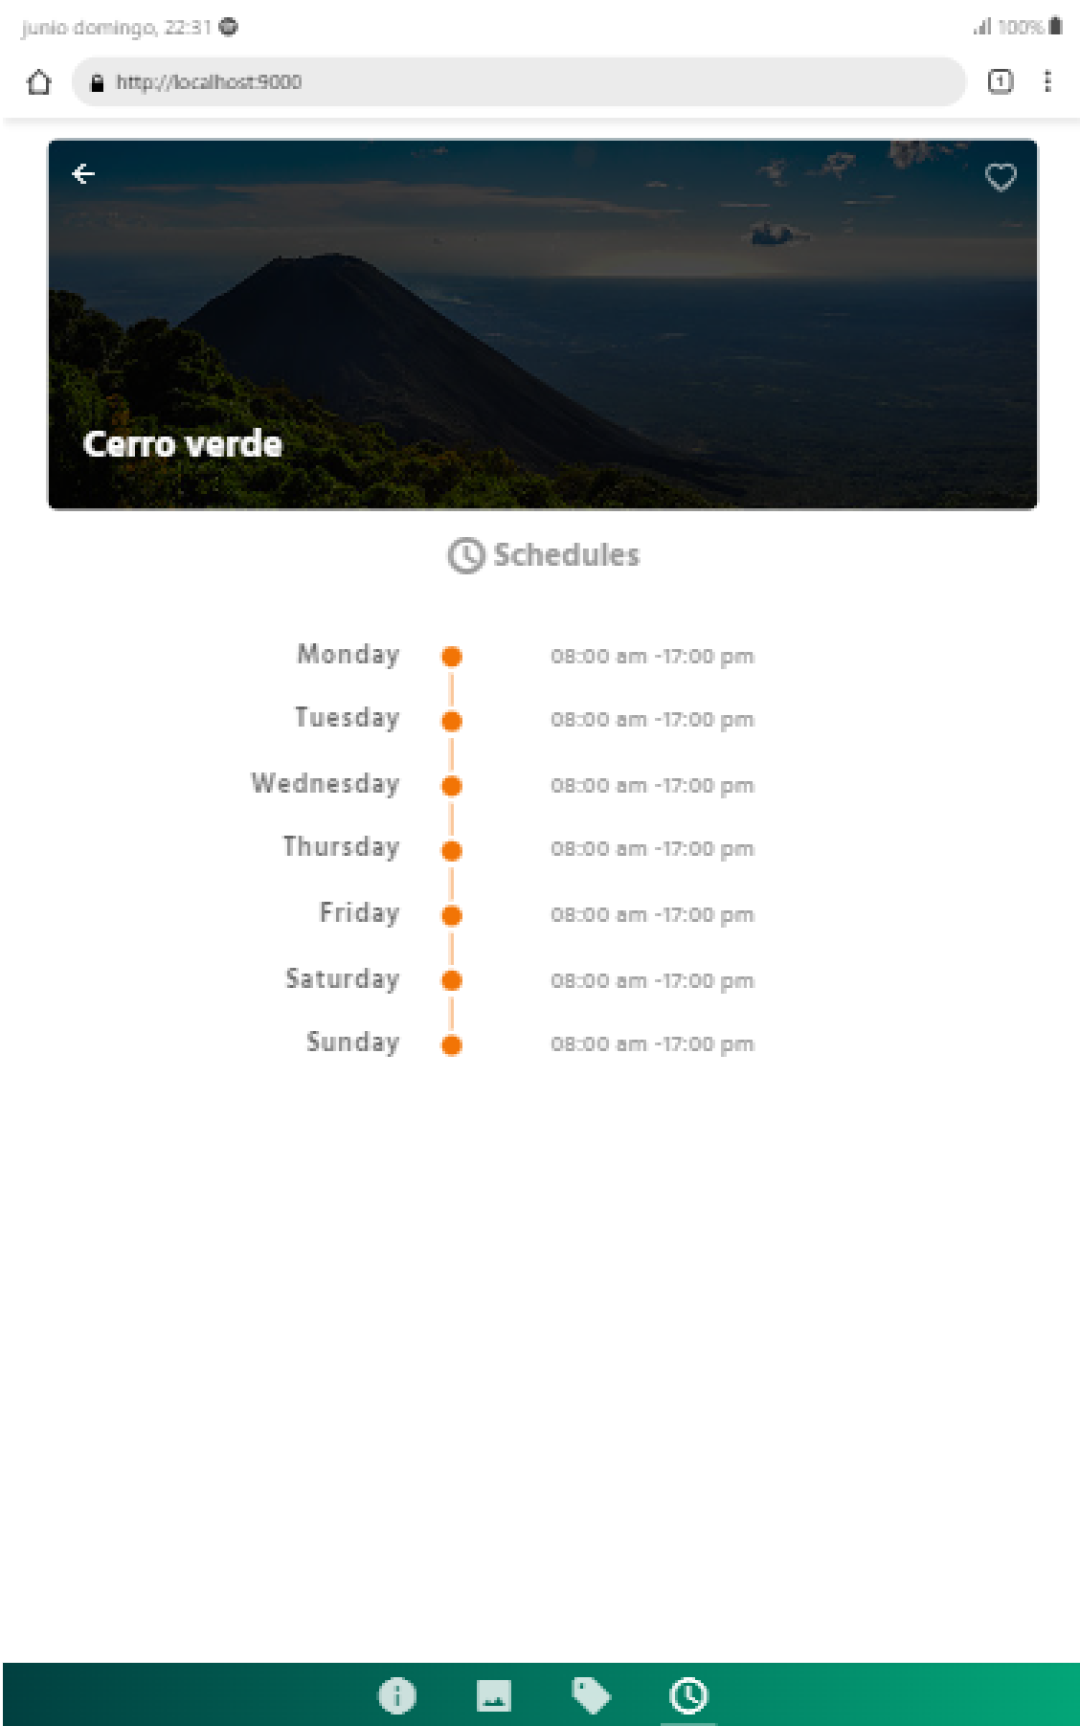 junio domingo, 22:31 100%
http://localhost:9000
1
Cerro verde
Schedules
Monday 08:00 am -17:00 pm
Tuesday 08:00 am -17:00 pm
Wednesday 08:00 am -17:00 pm
Thursday 08:00 am -17:00 pm
Friday 08:00 am -17:00 pm
Saturday 08:00 am -17:00 pm
Sunday 08:00 am -17:00 pm